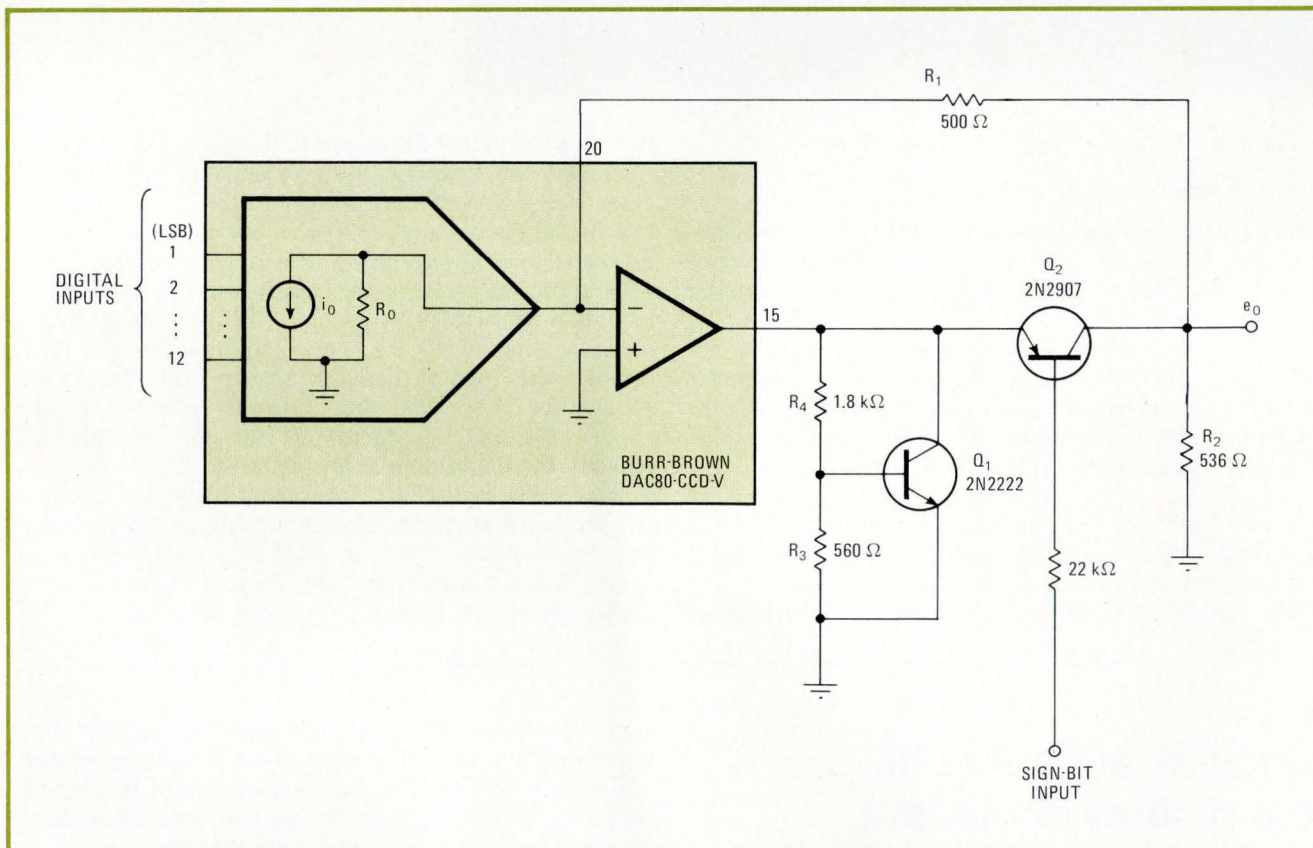 R1
500 Ω
20
DIGITAL
INPUTS
(LSB)
1
2
12
i0
R0
−
+
15
BURR-BROWN
DAC80-CCD-V
R4
1.8 kΩ
R3
560 Ω
Q1
2N2222
Q2
2N2907
e0
R2
536 Ω
22 kΩ
SIGN-BIT
INPUT